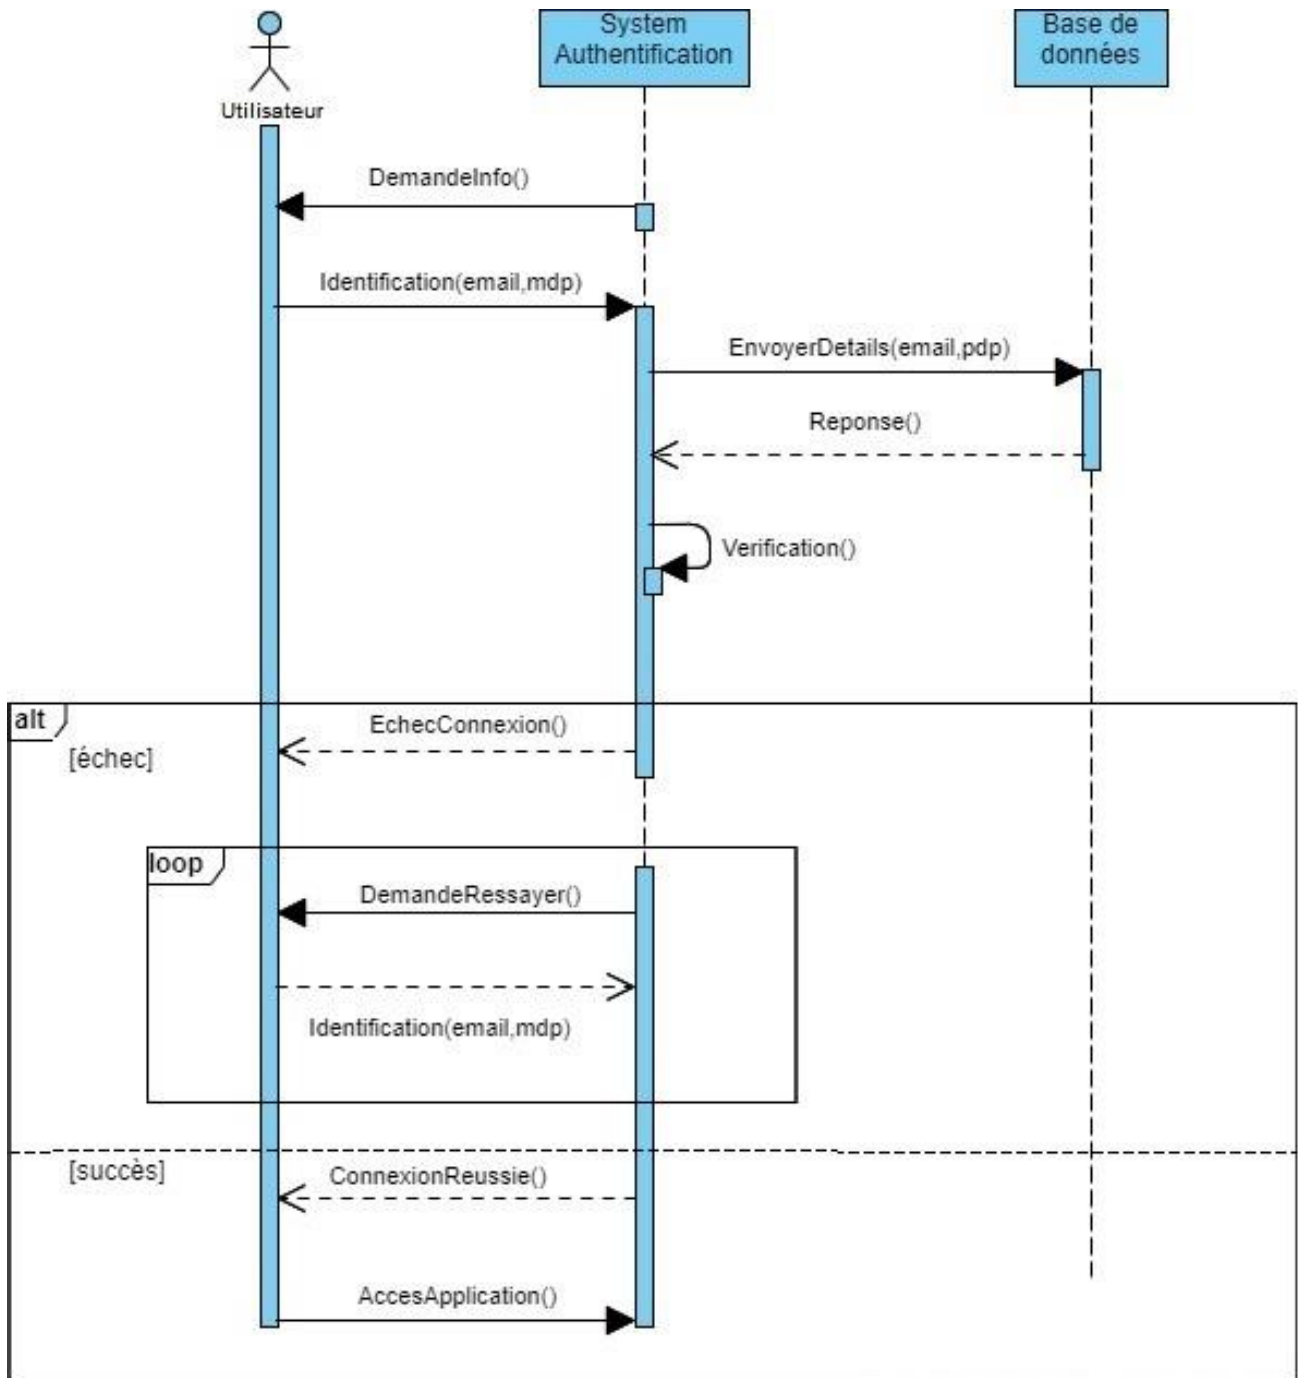 System
Authentification
Base de
données
Utilisateur
DemandeInfo()
Identification(email,mdp)
EnvoyerDetails(email,pdp)
Reponse()
Verification()
alt
EchecConnexion()
[échec]
loop
DemandeRessayer()
Identification(email,mdp)
[succès]
ConnexionReussie()
AccesApplication()